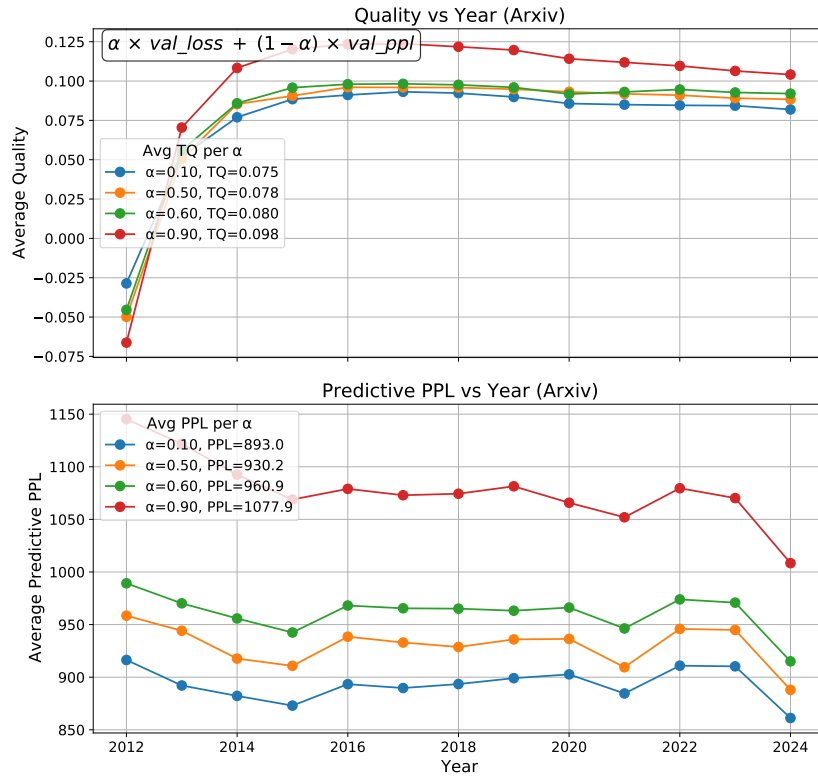 Quality vs Year (Arxiv)
α × val_loss + (1−α) × val_ppl
0.125
0.100
0.075
0.050
0.025
0.000
−0.025
−0.050
−0.075
Average Quality
Avg TQ per α
α=0.10, TQ=0.075
α=0.50, TQ=0.078
α=0.60, TQ=0.080
α=0.90, TQ=0.098
Predictive PPL vs Year (Arxiv)
1150
1100
1050
1000
950
900
850
Average Predictive PPL
Avg PPL per α
α=0.10, PPL=893.0
α=0.50, PPL=930.2
α=0.60, PPL=960.9
α=0.90, PPL=1077.9
2012 2014 2016 2018 2020 2022 2024
Year